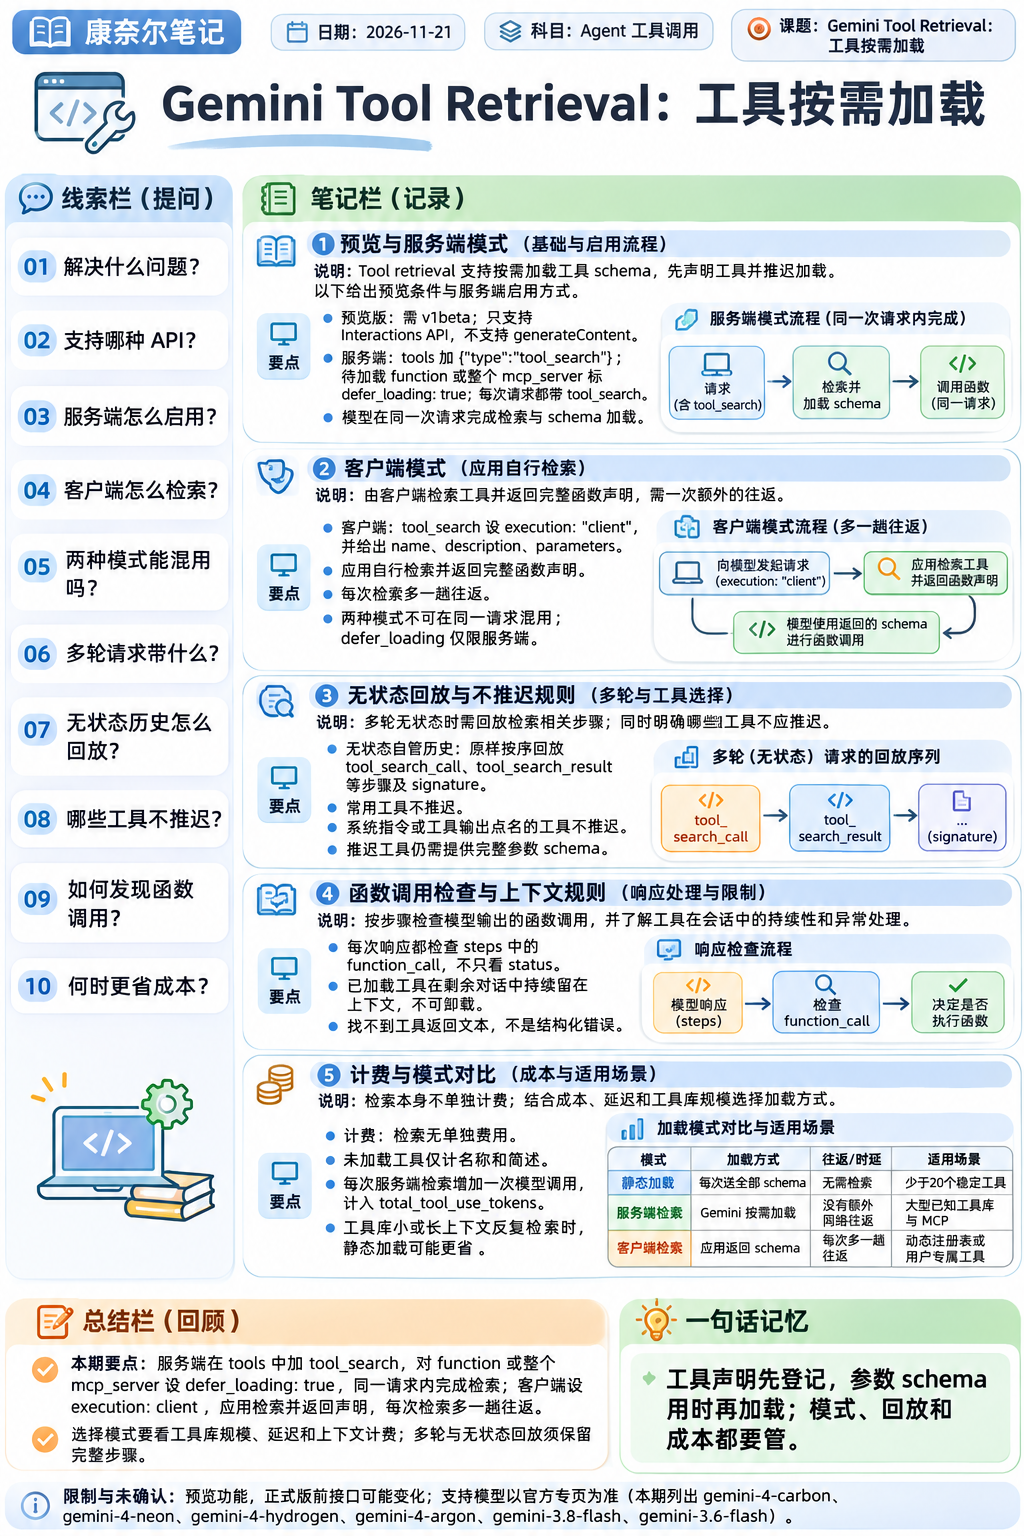 康奈尔笔记
日期：2026-11-21
科目：Agent 工具调用
课题：Gemini Tool Retrieval：
工具按需加载
Gemini Tool Retrieval：工具按需加载
线索栏（提问）
01 解决什么问题？
02 支持哪种 API？
03 服务端怎么启用？
04 客户端怎么检索？
05 两种模式能混用
吗？
06 多轮请求带什么？
07 无状态历史怎么
回放？
08 哪些工具不推迟？
09 如何发现函数
调用？
10 何时更省成本？
笔记栏（记录）
1 预览与服务端模式（基础与启用流程）
说明：Tool retrieval 支持按需加载工具 schema，先声明工具并推迟加载。
以下给出预览条件与服务端启用方式。
要点
预览版：需 v1beta；只支持
Interactions API，不支持 generateContent。
服务端：tools 加 {"type":"tool_search"}；
待加载 function 或整个 mcp_server 标
defer_loading: true；每次请求都带 tool_search。
模型在同一次请求完成检索与 schema 加载。
服务端模式流程（同一次请求内完成）
请求
(含 tool_search)
检索并
加载 schema
调用函数
(同一请求)
2 客户端模式（应用自行检索）
说明：由客户端检索工具并返回完整函数声明，需一次额外的往返。
要点
客户端：tool_search 设 execution: "client"，
并给出 name、description、parameters。
应用自行检索并返回完整函数声明。
每次检索多一趟往返。
两种模式不可在同一请求混用；
defer_loading 仅限服务端。
客户端模式流程（多一趟往返）
向模型发起请求
(execution: "client")
应用检索工具
并返回函数声明
模型使用返回的 schema
进行函数调用
3 无状态回放与不推迟规则（多轮与工具选择）
说明：多轮无状态时需回放检索相关步骤；同时明确哪些工具不应推迟。
要点
无状态自管历史：原样按序回放
tool_search_call、tool_search_result
等步骤及 signature。
常用工具不推迟。
系统指令或工具输出点名的工具不推迟。
推迟工具仍需提供完整参数 schema。
多轮（无状态）请求的回放序列
tool_
search_call
tool_
search_result
...
(signature)
4 函数调用检查与上下文规则（响应处理与限制）
说明：按步骤检查模型输出的函数调用，并了解工具在会话中的持续性和异常处理。
要点
每次响应都检查 steps 中的
function_call，不只看 status。
已加载工具在剩余对话中持续留在
上下文，不可卸载。
找不到工具返回文本，不是结构化错误。
响应检查流程
模型响应
(steps)
检查
function_call
决定是否
执行函数
5 计费与模式对比（成本与适用场景）
说明：检索本身不单独计费；结合成本、延迟和工具库规模选择加载方式。
要点
计费：检索无单独费用。
未加载工具仅计名称和简述。
每次服务端检索增加一次模型调用，
计入 total_tool_use_tokens。
工具库小或长上下文反复检索时，
静态加载可能更省。
加载模式对比与适用场景
模式 加载方式 往返/时延 适用场景
静态加载 每次送全部 schema 无需检索 少于20个稳定工具
服务端检索 Gemini 按需加载 没有额外
网络往返 大型已知工具库
与 MCP
客户端检索 应用返回 schema 每次多一趟
往返 动态注册表或
用户专属工具
总结栏（回顾）
本期要点：服务端在 tools 中加 tool_search，对 function 或整个
mcp_server 设 defer_loading: true，同一请求内完成检索；客户端设
execution: client，应用检索并返回声明，每次检索多一趟往返。
选择模式要看工具库规模、延迟和上下文计费；多轮与无状态回放须保留
完整步骤。
一句话记忆
工具声明先登记，参数 schema
用时再加载；模式、回放和
成本都要管。
限制与未确认：预览功能，正式版前接口可能变化；支持模型以官方专页为准（本期列出 gemini-4-carbon、
gemini-4-neon、gemini-4-hydrogen、gemini-4-argon、gemini-3.8-flash、gemini-3.6-flash）。